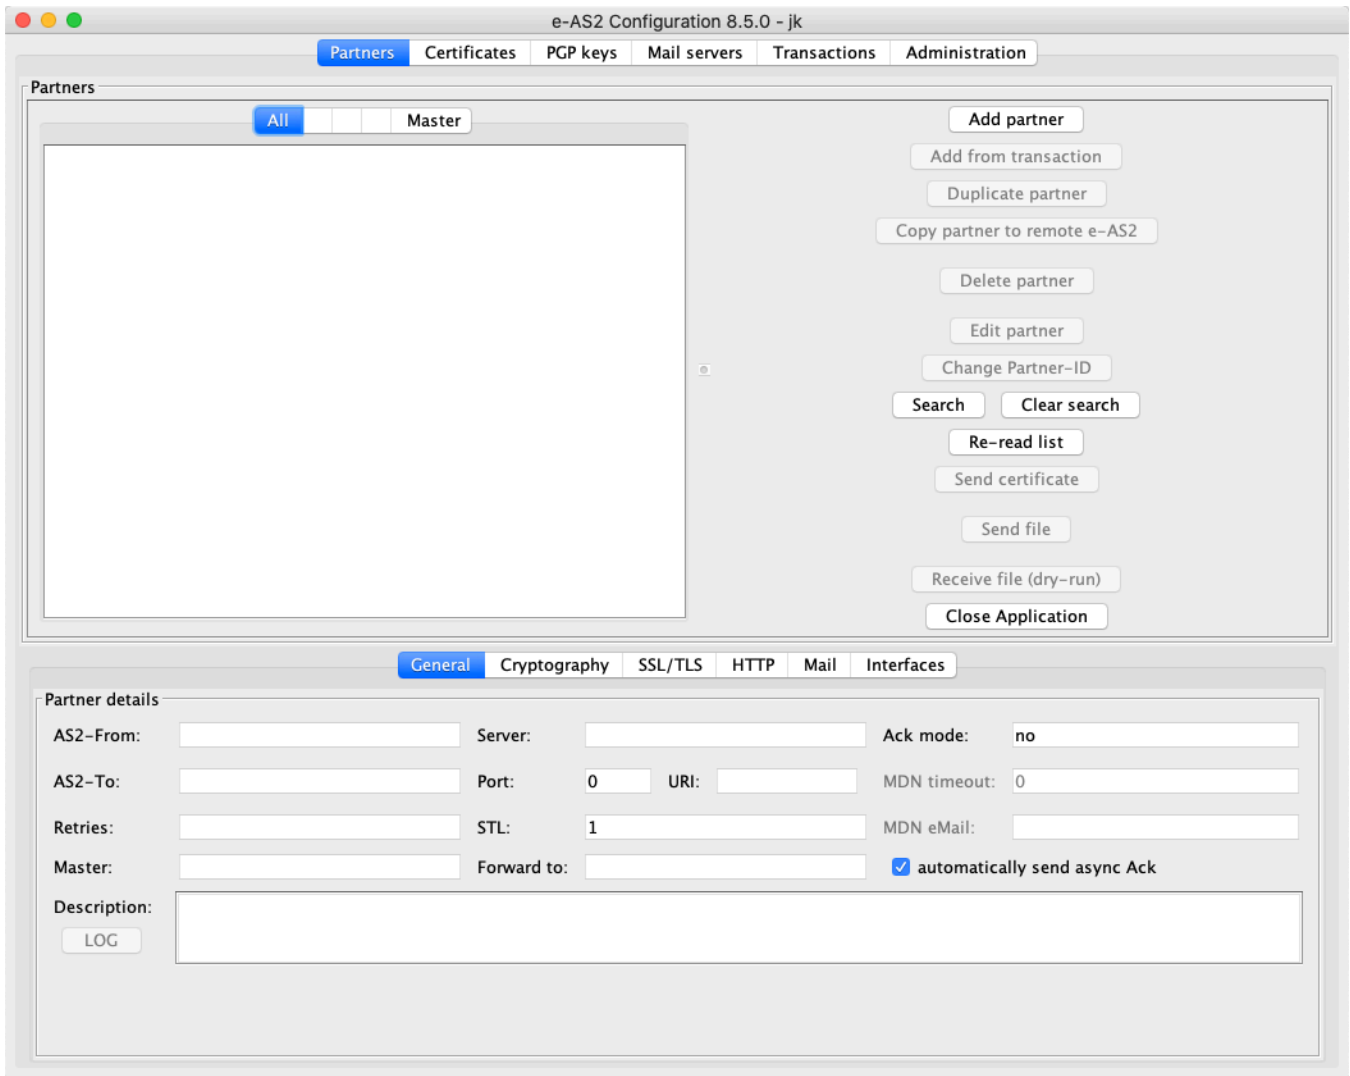 e-AS2 Configuration 8.5.0 - jk
Partners Certificates PGP keys Mail servers Transactions Administration
Partners
All Master
Add partner
Add from transaction
Duplicate partner
Copy partner to remote e-AS2
Delete partner
Edit partner
Change Partner-ID
Search Clear search
Re-read list
Send certificate
Send file
Receive file (dry-run)
Close Application
General Cryptography SSL/TLS HTTP Mail Interfaces
Partner details
AS2-From: Server: Ack mode: no
AS2-To: Port: 0 URI: MDN timeout: 0
Retries: STL: 1 MDN eMail:
Master: Forward to: automatically send async Ack
Description:
LOG